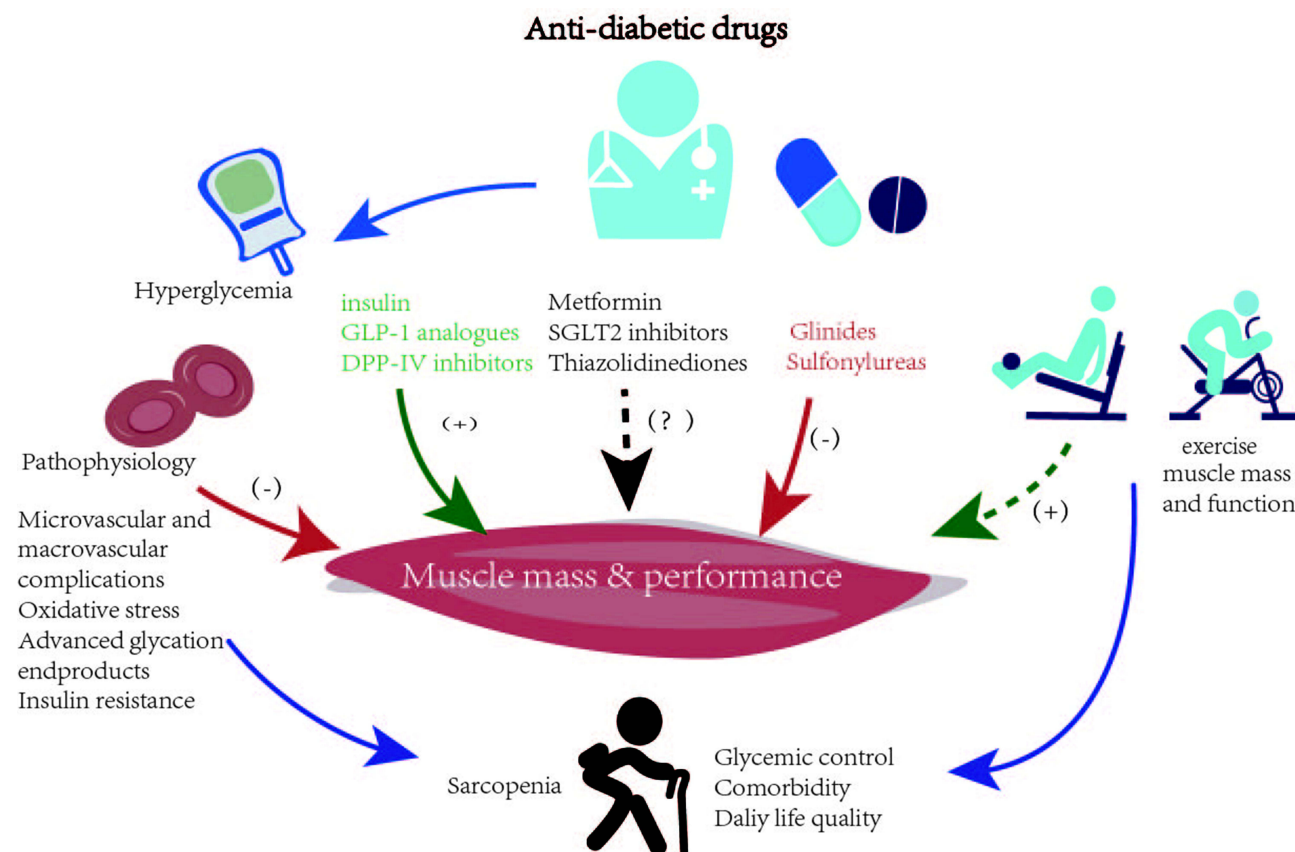 Anti-diabetic drugs
Hyperglycemia
insulin
GLP-1 analogues
DPP-IV inhibitors
Metformin
SGLT2 inhibitors
Thiazolidinediones
Glinides
Sulfonylureas
(+)
(? )
(-)
exercise
muscle mass
and function
(+)
Pathophysiology
(-)
Microvascular and
macrovascular
complications
Oxidative stress
Advanced glycation
endproducts
Insulin resistance
Muscle mass & performance
Sarcopenia
Glycemic control
Comorbidity
Daliy life quality